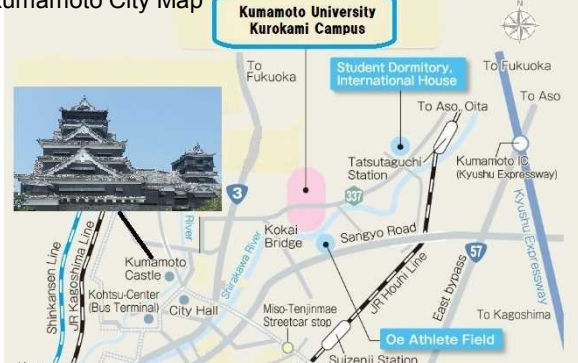 Kumamoto City Map
Kumamoto University
Kurokami Campus
To
Fukuoka
Student Dormitory,
International House
To Fukuoka
To Aso
To Aso, Oita
Tatsutaguchi
Station
Kumamoto IC
(Kyushu Expressway)
3
337
Kokai
Bridge
Sangyo Road
River
Shirakawa River
Shinkansen Line
JR Kagoshima Line
Kumamoto
Castle
Kohtsu-Center
(Bus Terminal)
City Hall
Miso-Tenjinmae
Streetcar stop
JR Houhi Line
East bypass
57
Kyushu Expressway
To Kagoshima
Oe Athlete Field
Suizenji Station